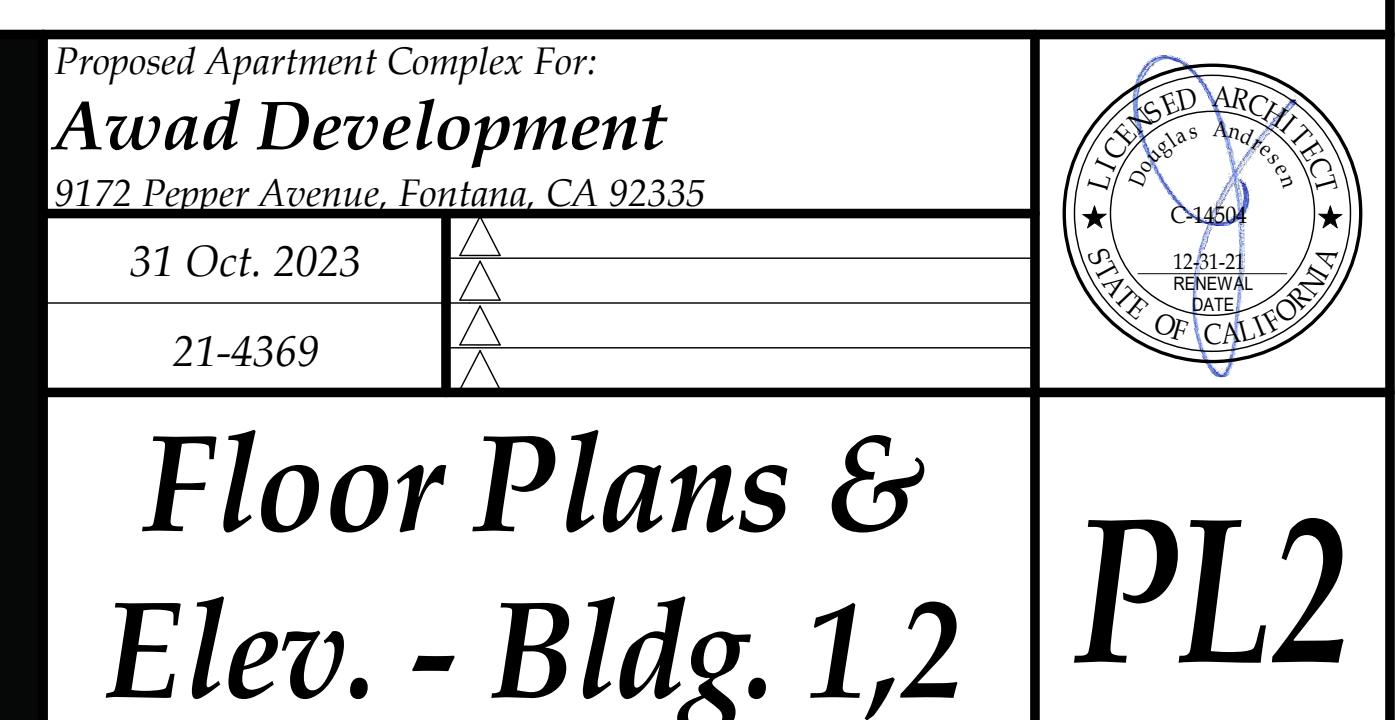 Proposed Apartment Complex For:
Awad Development
9172 Pepper Avenue, Fontana, CA 92335
31 Oct. 2023
21-4369
LICENSED ARCHITECT
Douglas Andresen
C-14504
12-31-21
RENEWAL
DATE
STATE OF CALIFORNIA
Floor Plans &
Elev. - Bldg. 1,2
PL2